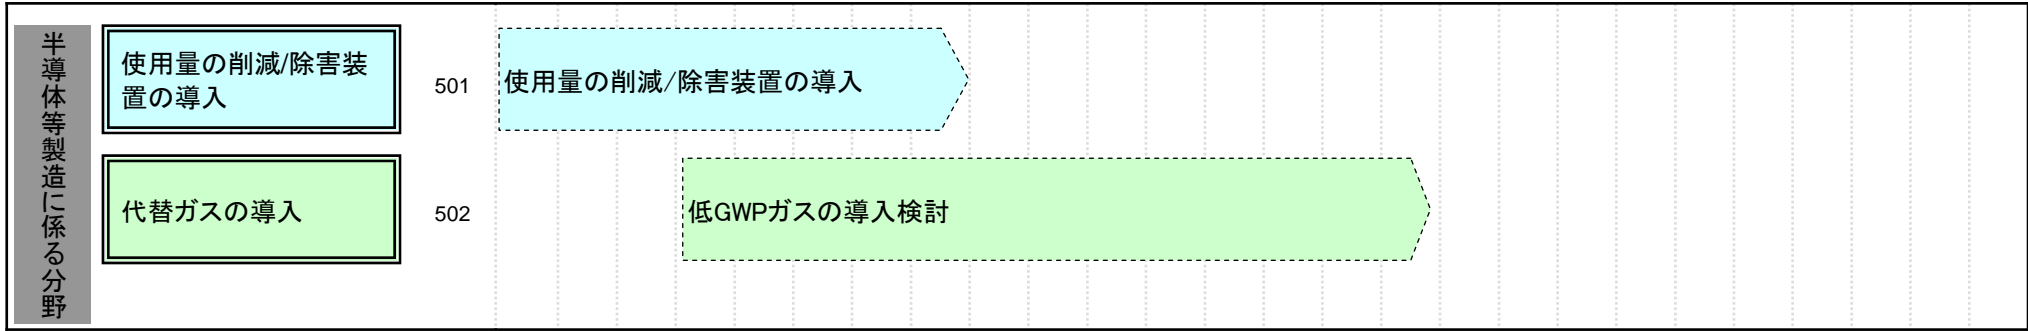 半導体等製造に係る分野
使用量の削減/除害装
置の導入
501
使用量の削減/除害装置の導入
代替ガスの導入
502
低GWPガスの導入検討